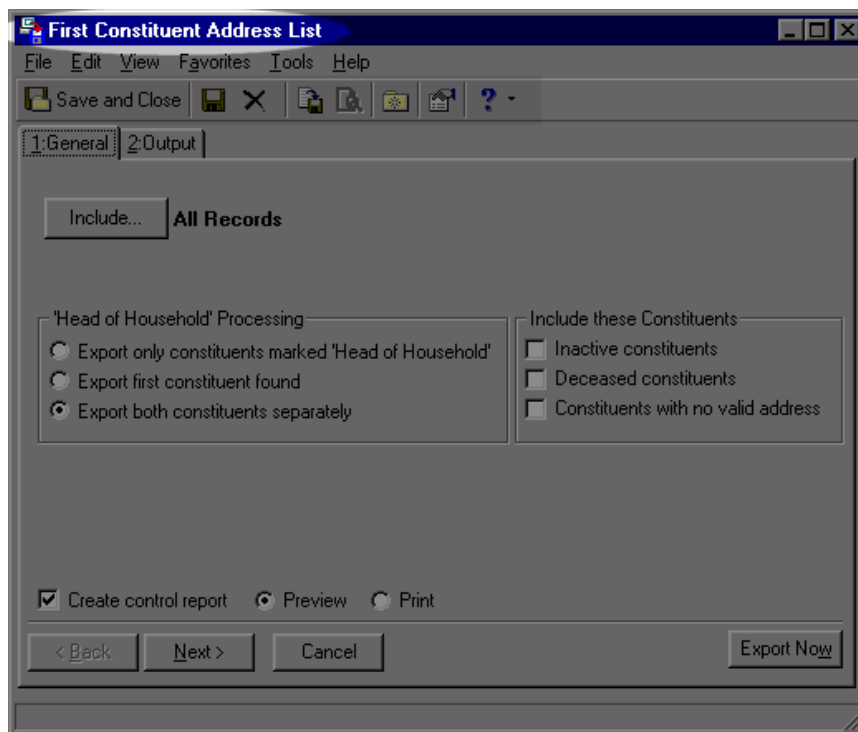 First Constituent Address List
File Edit View Favorites Tools Help
Save and Close ?
1:General 2:Output
Include... All Records
'Head of Household' Processing
Export only constituents marked 'Head of Household'
Export first constituent found
Export both constituents separately
Include these Constituents
Inactive constituents
Deceased constituents
Constituents with no valid address
Create control report Preview Print
< Back Next > Cancel Export Now